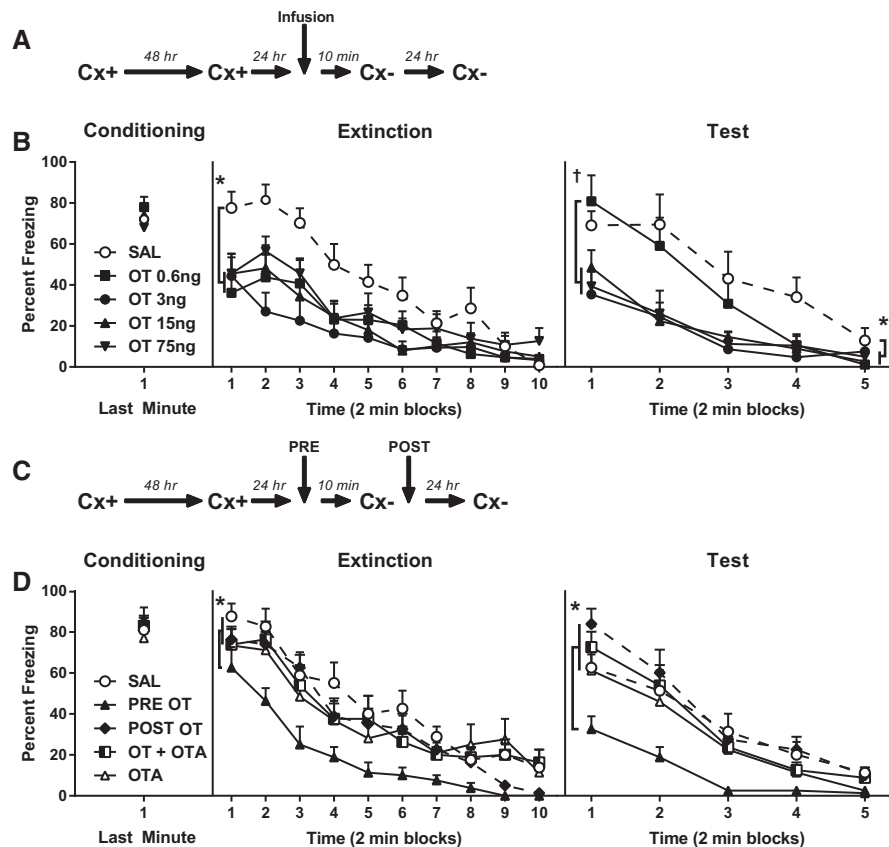 A
Infusion
48 hr
24 hr
10 min
24 hr
Cx+
Cx+
Cx-
Cx-
B
Conditioning
Extinction
Test
Percent Freezing
100
80
60
40
20
0
SAL
OT 0.6ng
OT 3ng
OT 15ng
OT 75ng
*
†
*
1
1 2 3 4 5 6 7 8 9 10
1 2 3 4 5
Last Minute
Time (2 min blocks)
Time (2 min blocks)
C
PRE
POST
48 hr
24 hr
10 min
24 hr
Cx+
Cx+
Cx-
Cx-
D
Conditioning
Extinction
Test
Percent Freezing
100
80
60
40
20
0
SAL
PRE OT
POST OT
OT + OTA
OTA
*
*
1
1 2 3 4 5 6 7 8 9 10
1 2 3 4 5
Last Minute
Time (2 min blocks)
Time (2 min blocks)